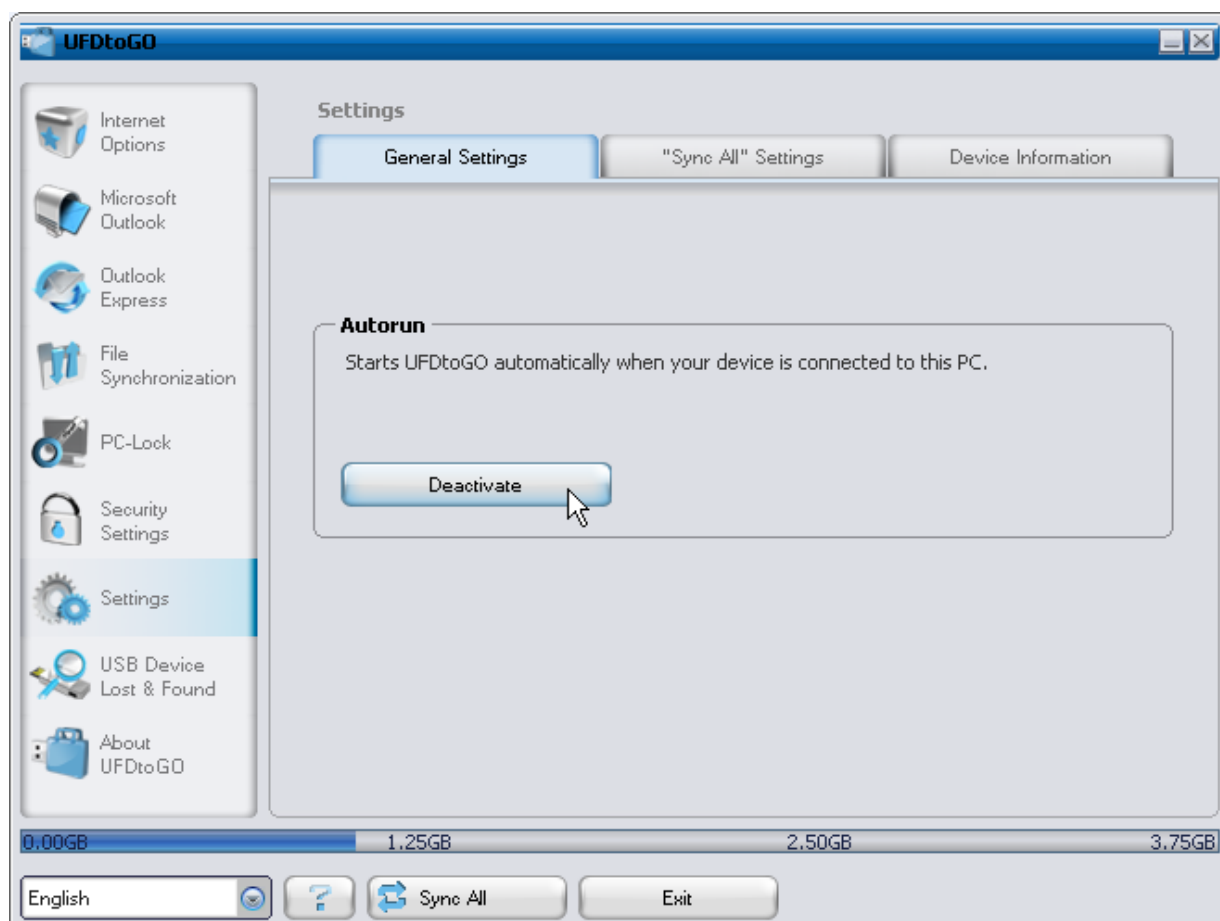 UFDtoGO
Internet
Options
Microsoft
Outlook
Outlook
Express
File
Synchronization
PC-Lock
Security
Settings
Settings
USB Device
Lost & Found
About
UFDtoGO
Settings
General Settings
"Sync All" Settings
Device Information
Autorun
Starts UFDtoGO automatically when your device is connected to this PC.
Deactivate
0.00GB 1.25GB 2.50GB 3.75GB
English ? Sync All Exit